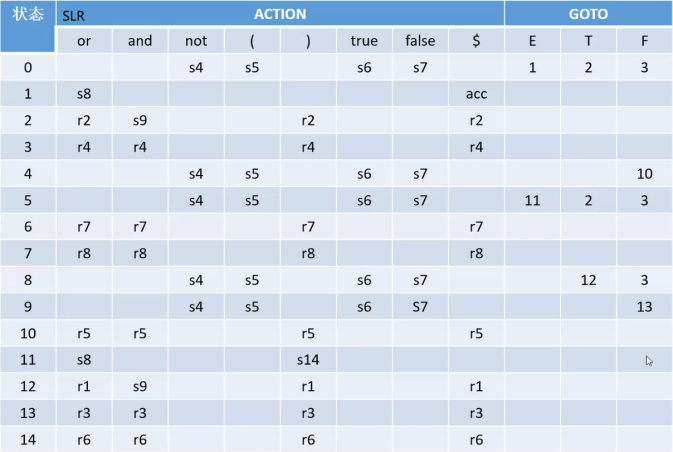 状态 SLR ACTION GOTO
or and not ( ) true false $ E T F
0 s4 s5 s6 s7 1 2 3
1 s8 acc
2 r2 s9 r2 r2
3 r4 r4 r4 r4
4 s4 s5 s6 s7 10
5 s4 s5 s6 s7 11 2 3
6 r7 r7 r7 r7
7 r8 r8 r8 r8
8 s4 s5 s6 s7 12 3
9 s4 s5 s6 S7 13
10 r5 r5 r5 r5
11 s8 s14
12 r1 s9 r1 r1
13 r3 r3 r3 r3
14 r6 r6 r6 r6